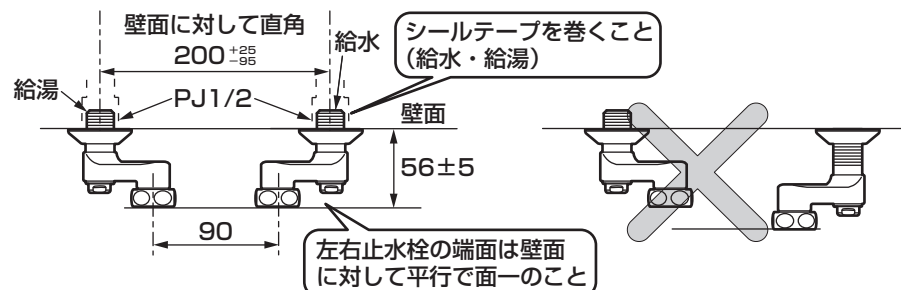 壁面に対して直角
200 +25 -95
給水
シールテープを巻くこと
（給水・給湯）
給湯
PJ1/2
壁面
56±5
90
左右止水栓の端面は壁面
に対して平行で面一のこと